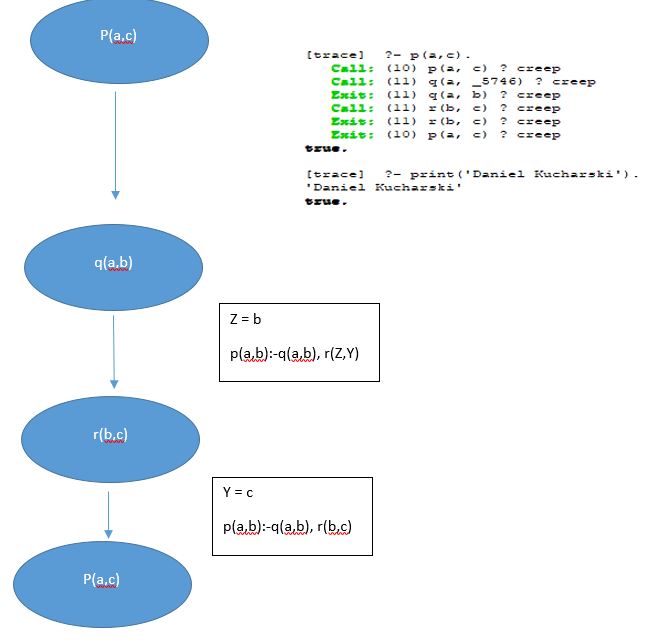 P(a,c)
[trace]  ?- p(a,c).
Call: (10) p(a, c) ? creep
Call: (11) q(a, _5746) ? creep
Exit: (11) q(a, b) ? creep
Call: (11) r(b, c) ? creep
Exit: (11) r(b, c) ? creep
Exit: (10) p(a, c) ? creep
true.
[trace]  ?- print('Daniel Kucharski').
'Daniel Kucharski'
true.
q(a,b)
Z = b
p(a,b):-q(a,b), r(Z,Y)
r(b,c)
Y = c
p(a,b):-q(a,b), r(b,c)
P(a,c)